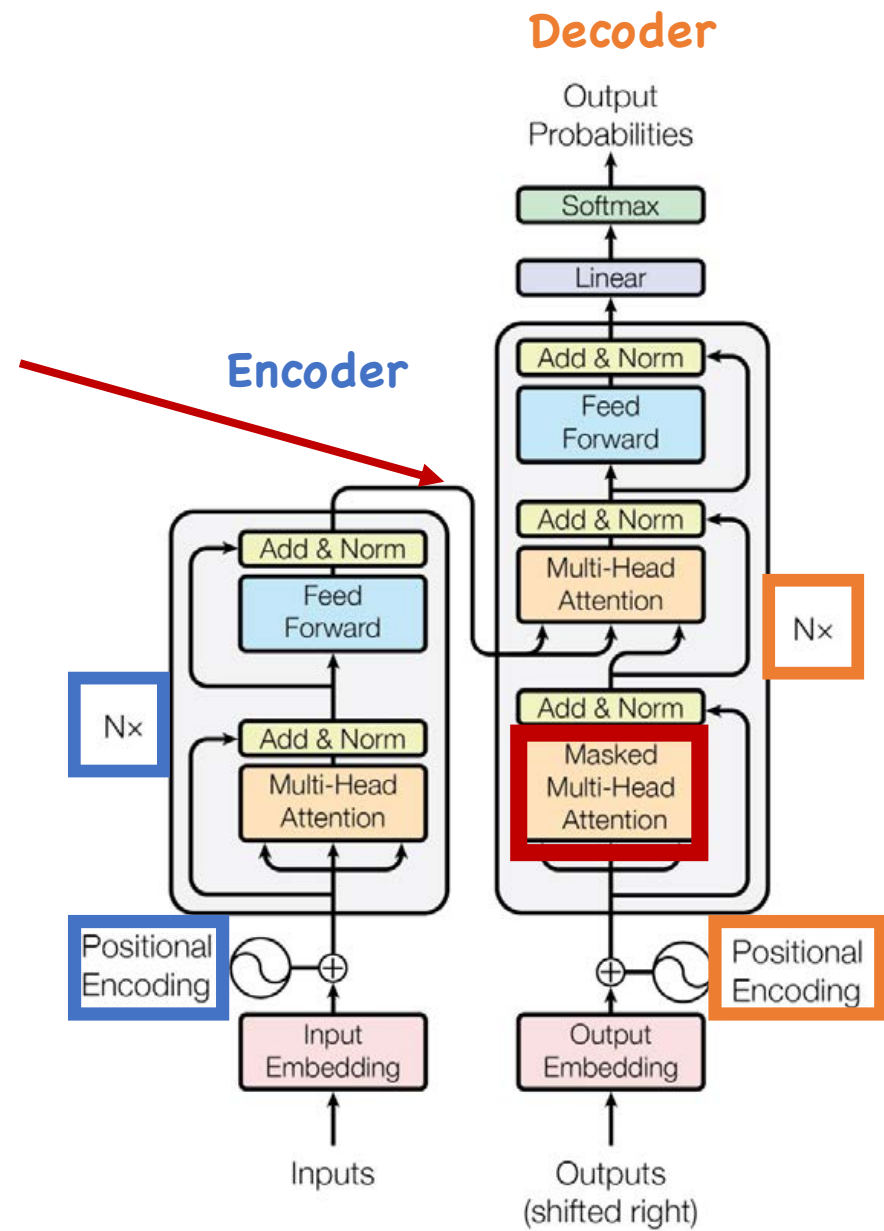 Decoder
Output
Probabilities
Softmax
Linear
Add & Norm
Feed
Forward
Add & Norm
Multi-Head
Attention
N×
Add & Norm
Masked
Multi-Head
Attention
Positional
Encoding
Output
Embedding
Outputs
(shifted right)
Encoder
Add & Norm
Feed
Forward
N×
Add & Norm
Multi-Head
Attention
Positional
Encoding
Input
Embedding
Inputs